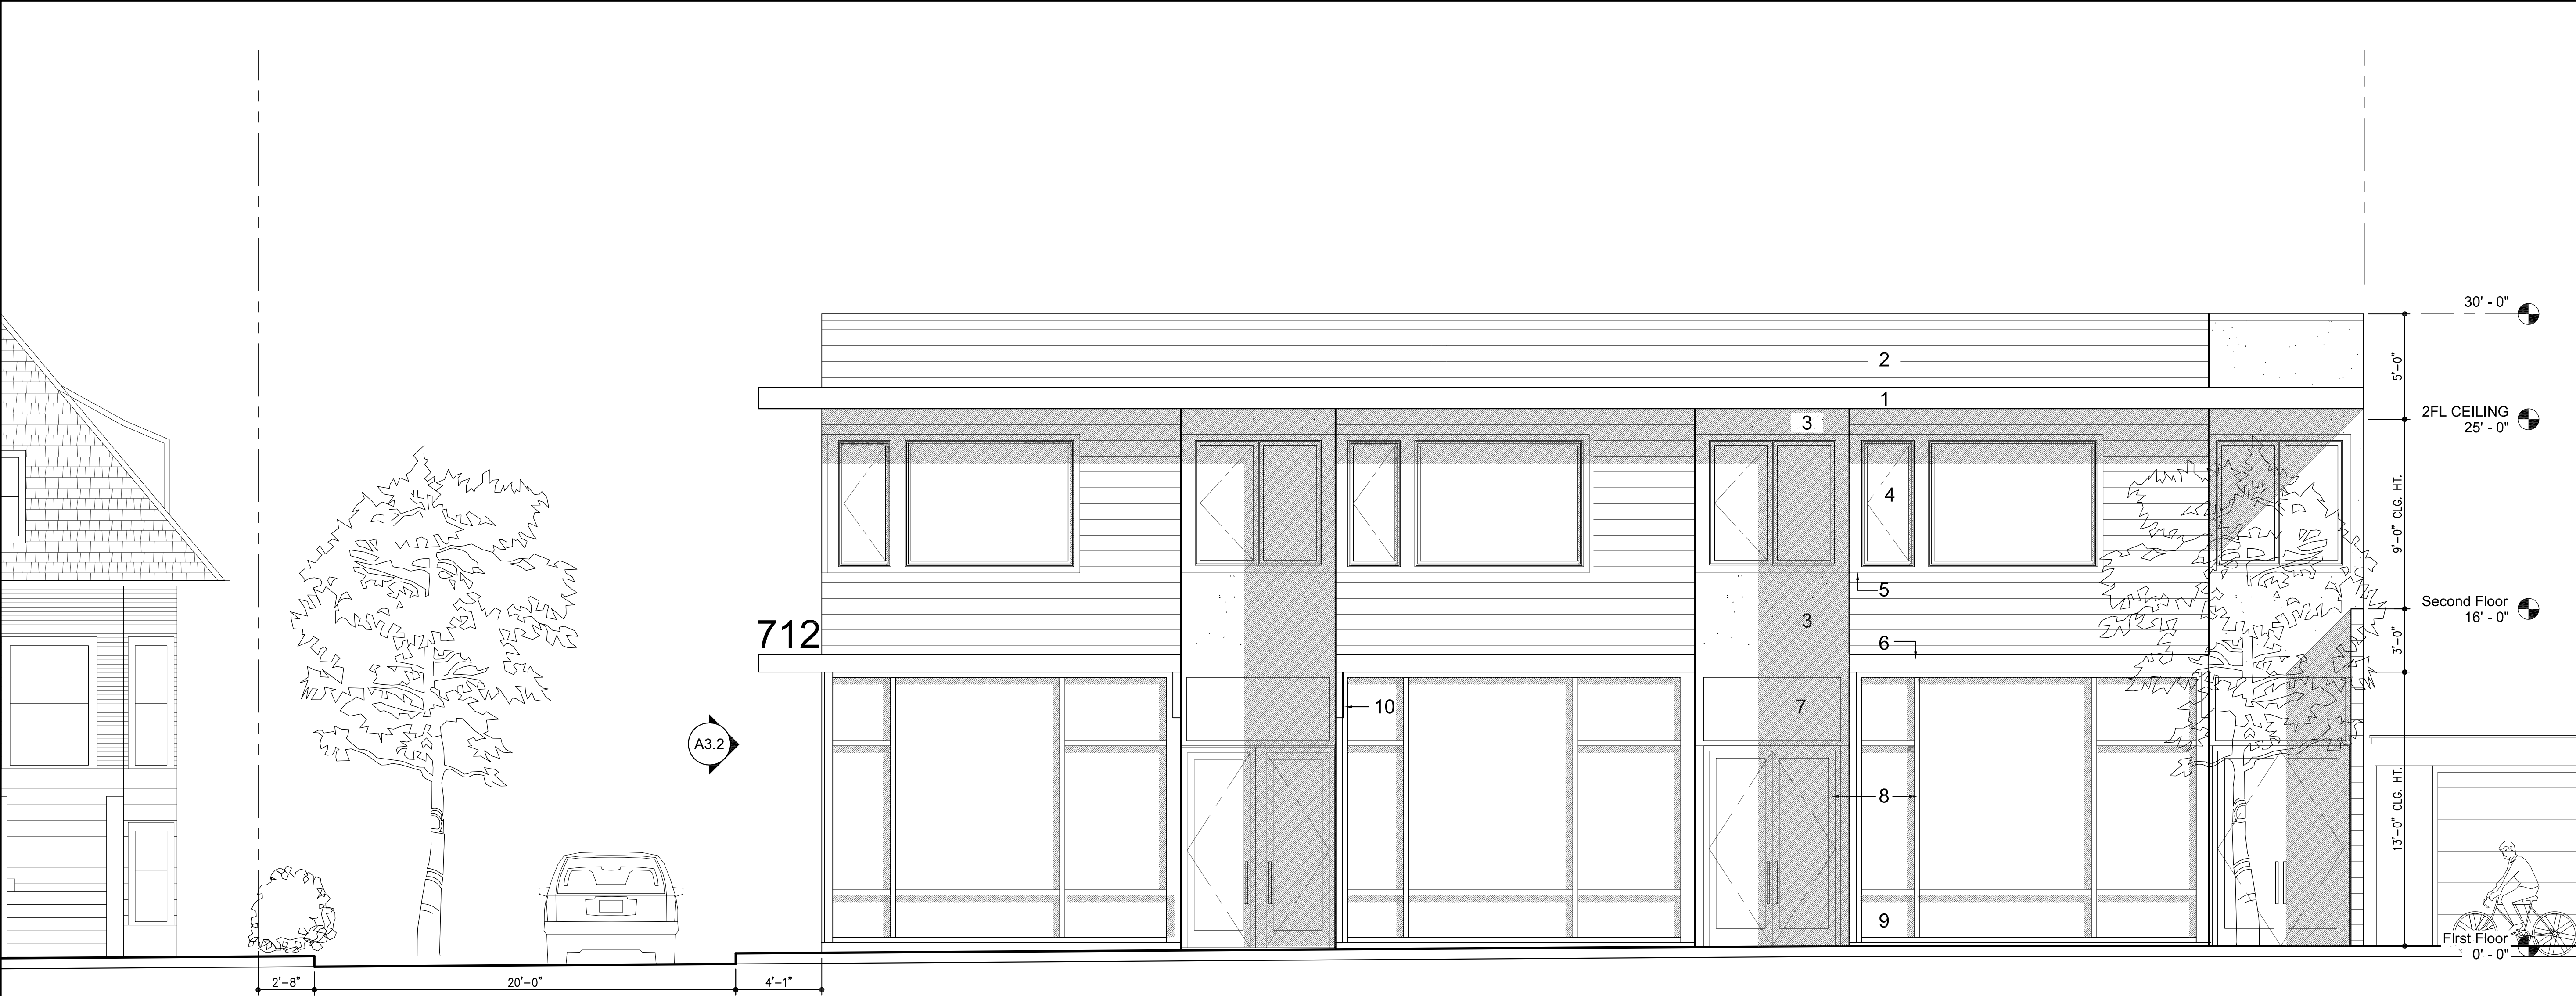 30' - 0"
2
5'-0"
1
2FL CEILING
25' - 0"
3
4
9'-0" CLG. HT.
5
Second Floor
16' - 0"
3
712
6
3'-0"
10
7
A3.2
8
13'-0" CLG. HT.
9
First Floor
0' - 0"
2'-8"
20'-0"
4'-1"